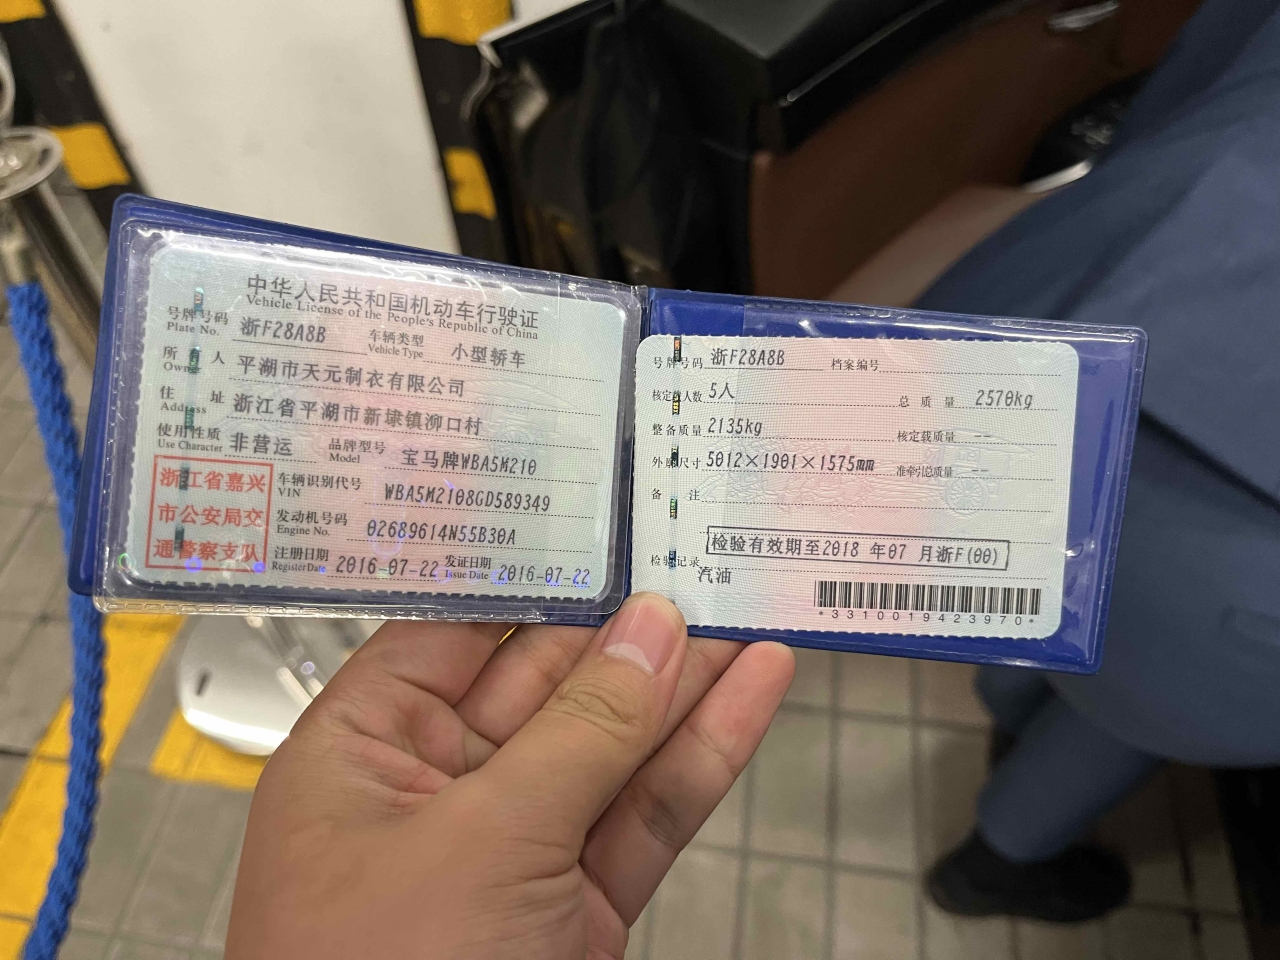 中华人民共和国机动车行驶证
Vehicle License of the People's Republic of China
号牌号码 浙F28A8B 车辆类型 小型轿车
Plate No. Vehicle Type
所有人 平湖市天元制衣有限公司
Owner
住址 浙江省平湖市新埭镇泖口村
Address
使用性质 非营运 品牌型号 宝马牌WBA5M210
Use Character Model
浙江省嘉兴
市公安局交
通警察支队
车辆识别代号 WBA5M2108GD589349
VIN
发动机号码 02689614N55B30A
Engine No.
注册日期 2016-07-22 发证日期 2016-07-22
Register Date Issue Date
号牌号码 浙F28A8B 档案编号
核定载人数 5人 总质量 2570kg
整备质量 2135kg 核定载质量 --
外廓尺寸 5012×1901×1575mm 准牵引总质量 --
备注
检验有效期至2018 年07 月浙F(00)
检验记录
汽油
*3310019423970*